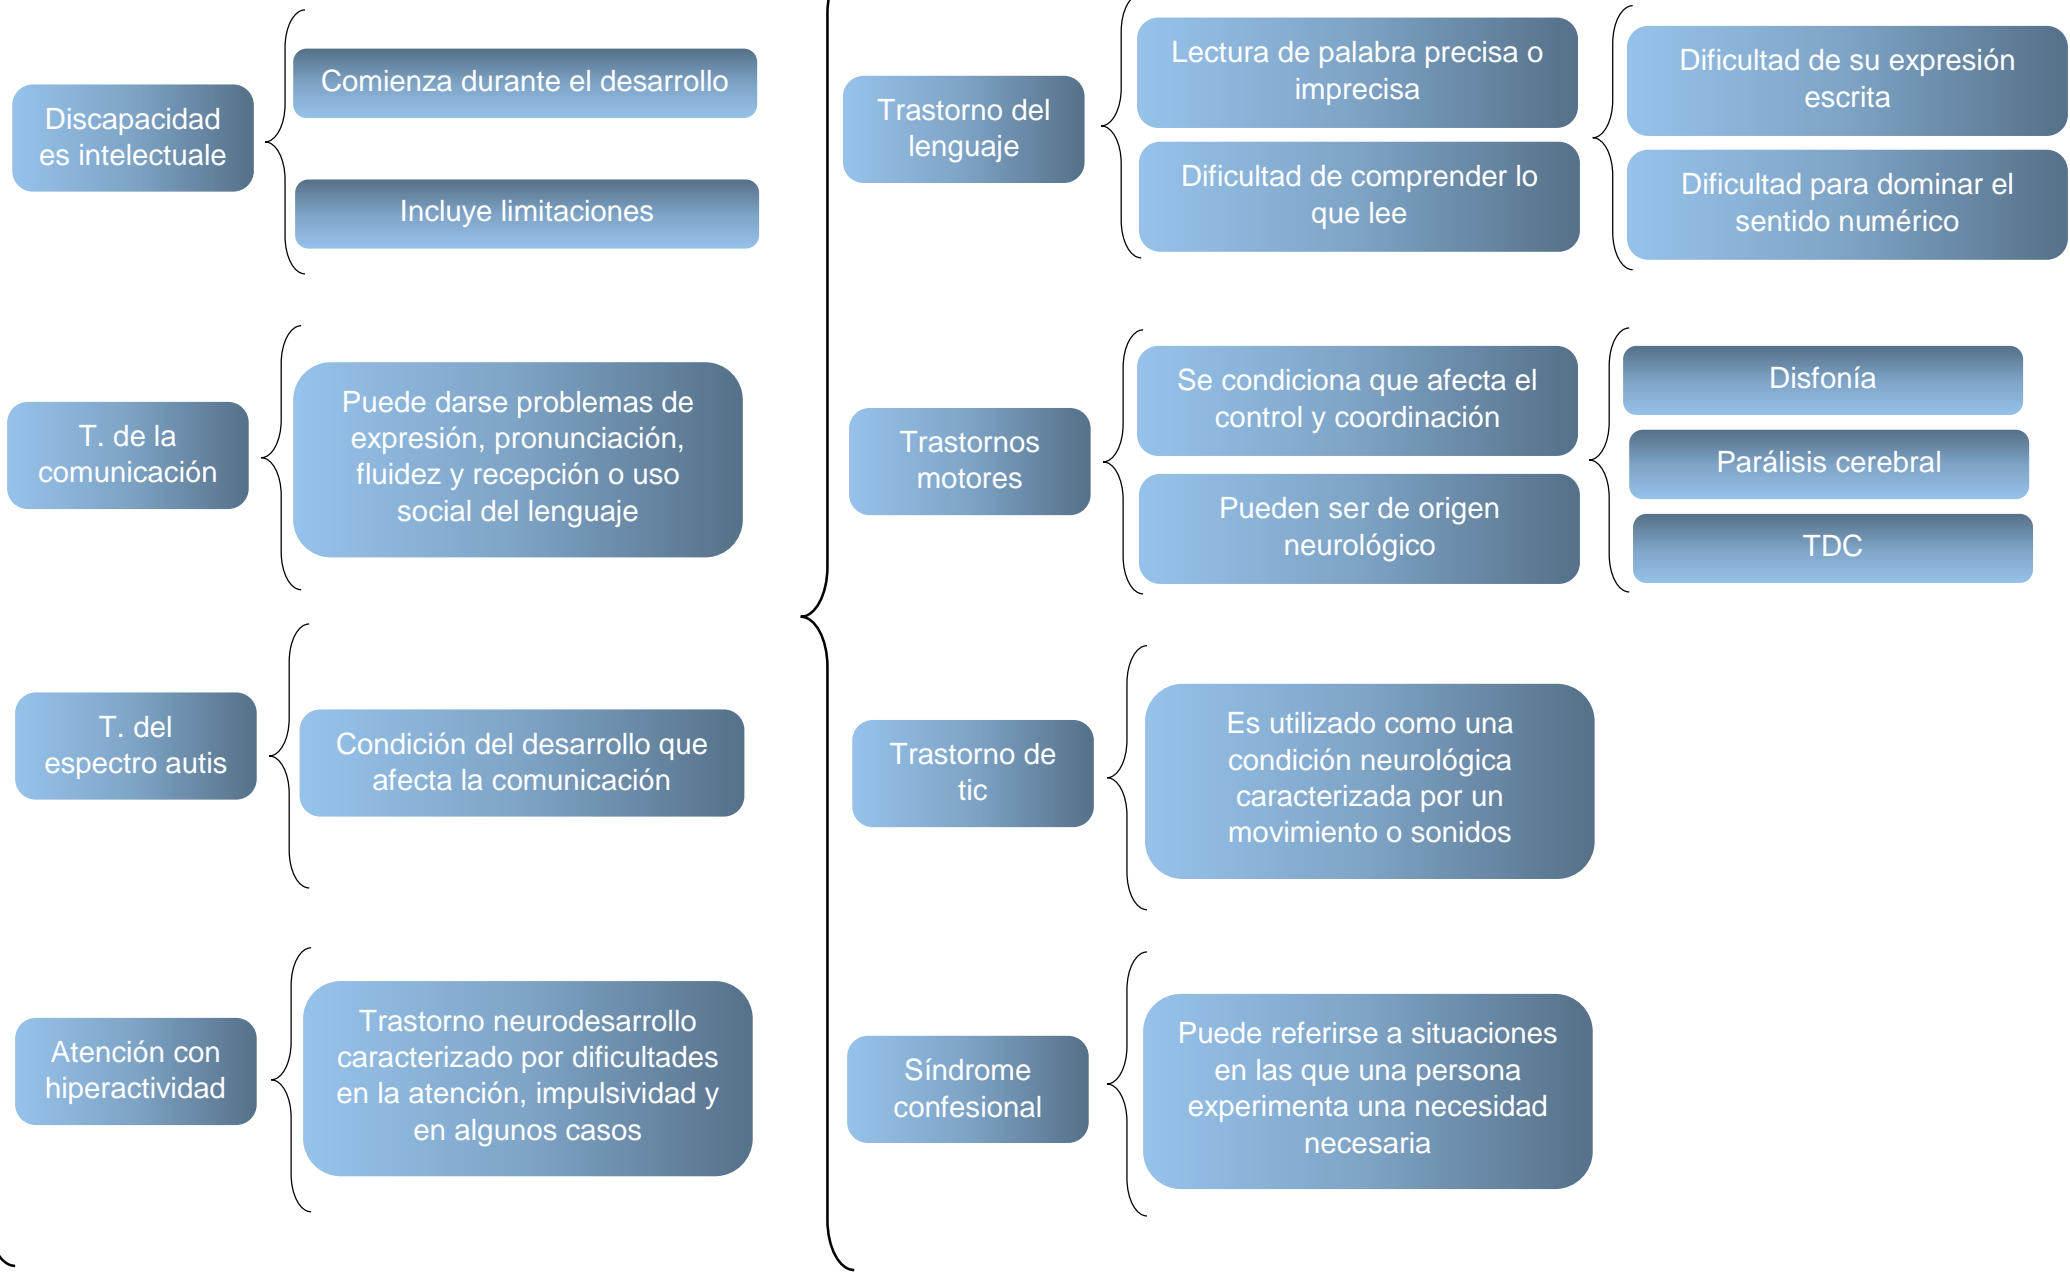 Discapacidad
es intelectuale
Comienza durante el desarrollo
Incluye limitaciones
T. de la
comunicación
Puede darse problemas de
expresión, pronunciación,
fluidez y recepción o uso
social del lenguaje
T. del
espectro autis
Condición del desarrollo que
afecta la comunicación
Atención con
hiperactividad
Trastorno neurodesarrollo
caracterizado por dificultades
en la atención, impulsividad y
en algunos casos
Trastorno del
lenguaje
Lectura de palabra precisa o
imprecisa
Dificultad de comprender lo
que lee
Dificultad de su expresión
escrita
Dificultad para dominar el
sentido numérico
Trastornos
motores
Se condiciona que afecta el
control y coordinación
Pueden ser de origen
neurológico
Disfonía
Parálisis cerebral
TDC
Trastorno de
tic
Es utilizado como una
condición neurológica
caracterizada por un
movimiento o sonidos
Síndrome
confesional
Puede referirse a situaciones
en las que una persona
experimenta una necesidad
necesaria